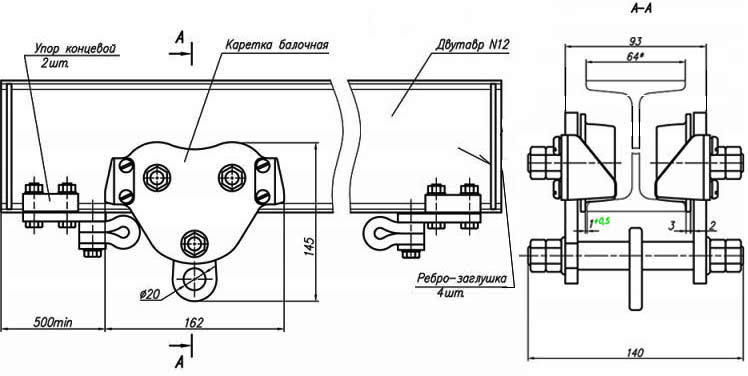 А-А
А
Упор концевой
2шт.
Каретка балочная
Двутавр N12
93
64*
145
1+0,5
3
2
Ребро-заглушка
4шт.
ø20
500min
162
А
140